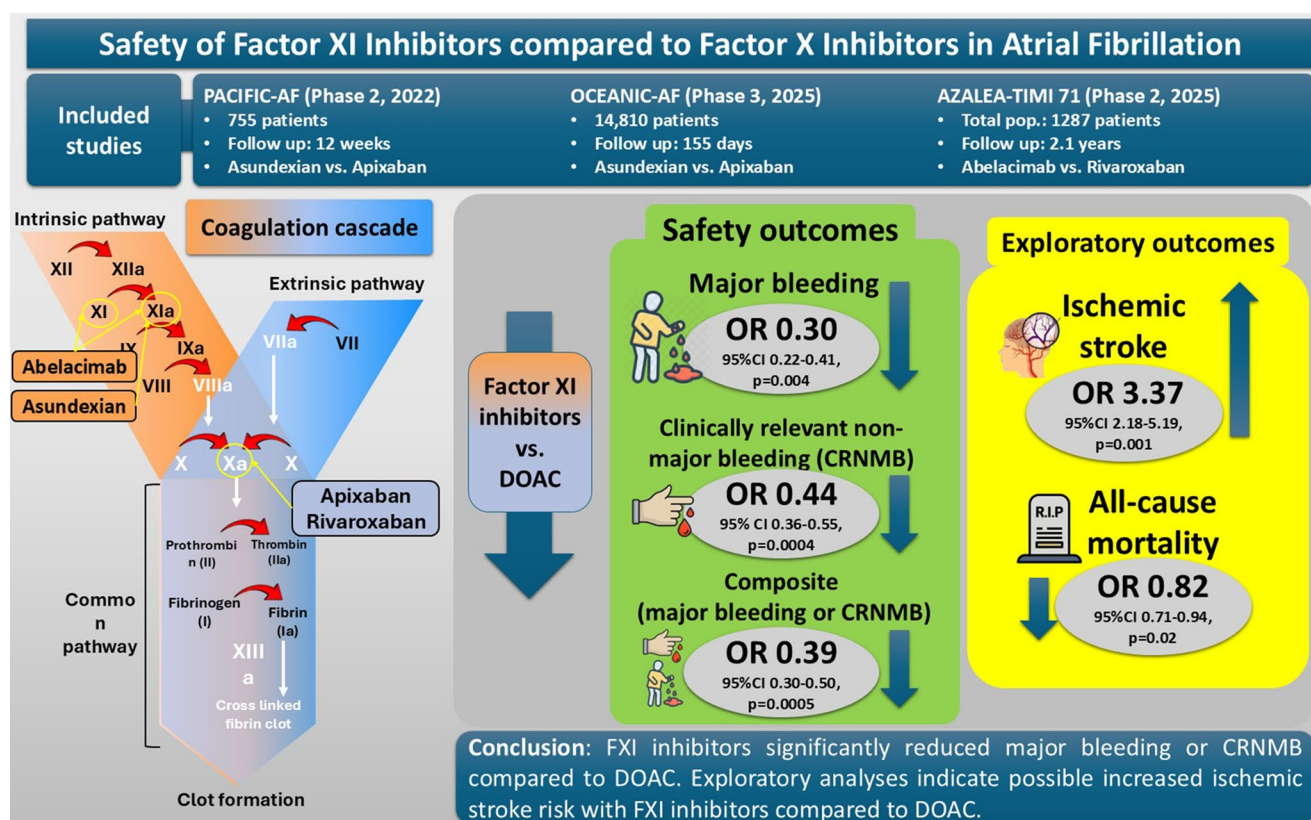 Safety of Factor XI Inhibitors compared to Factor X Inhibitors in Atrial Fibrillation
Included
studies
PACIFIC-AF (Phase 2, 2022)
• 755 patients
• Follow up: 12 weeks
• Asundexian vs. Apixaban
OCEANIC-AF (Phase 3, 2025)
• 14,810 patients
• Follow up: 155 days
• Asundexian vs. Apixaban
AZALEA-TIMI 71 (Phase 2, 2025)
• Total pop.: 1287 patients
• Follow up: 2.1 years
• Abelacimab vs. Rivaroxaban
Intrinsic pathway
Coagulation cascade
XII
XIIa
Extrinsic pathway
XI
XIa
VIIa
VII
IX
IXa
Abelacimab
VIII
VIIIa
Asundexian
X
Xa
X
Apixaban
Rivaroxaban
Prothrombi
n (II)
Thrombin
(IIa)
Fibrinogen
(I)
Fibrin
(Ia)
Commo
n
pathway
XIII
a
Cross linked
fibrin clot
Clot formation
Factor XI
inhibitors
vs.
DOAC
Safety outcomes
Major bleeding
OR 0.30
95%CI 0.22-0.41,
p=0.004
Clinically relevant non-
major bleeding (CRNMB)
OR 0.44
95% CI 0.36-0.55,
p=0.0004
Composite
(major bleeding or CRNMB)
OR 0.39
95%CI 0.30-0.50,
p=0.0005
Exploratory outcomes
Ischemic
stroke
OR 3.37
95%CI 2.18-5.19,
p=0.001
R.I.P
All-cause
mortality
OR 0.82
95%CI 0.71-0.94,
p=0.02
Conclusion: FXI inhibitors significantly reduced major bleeding or CRNMB
compared to DOAC. Exploratory analyses indicate possible increased ischemic
stroke risk with FXI inhibitors compared to DOAC.